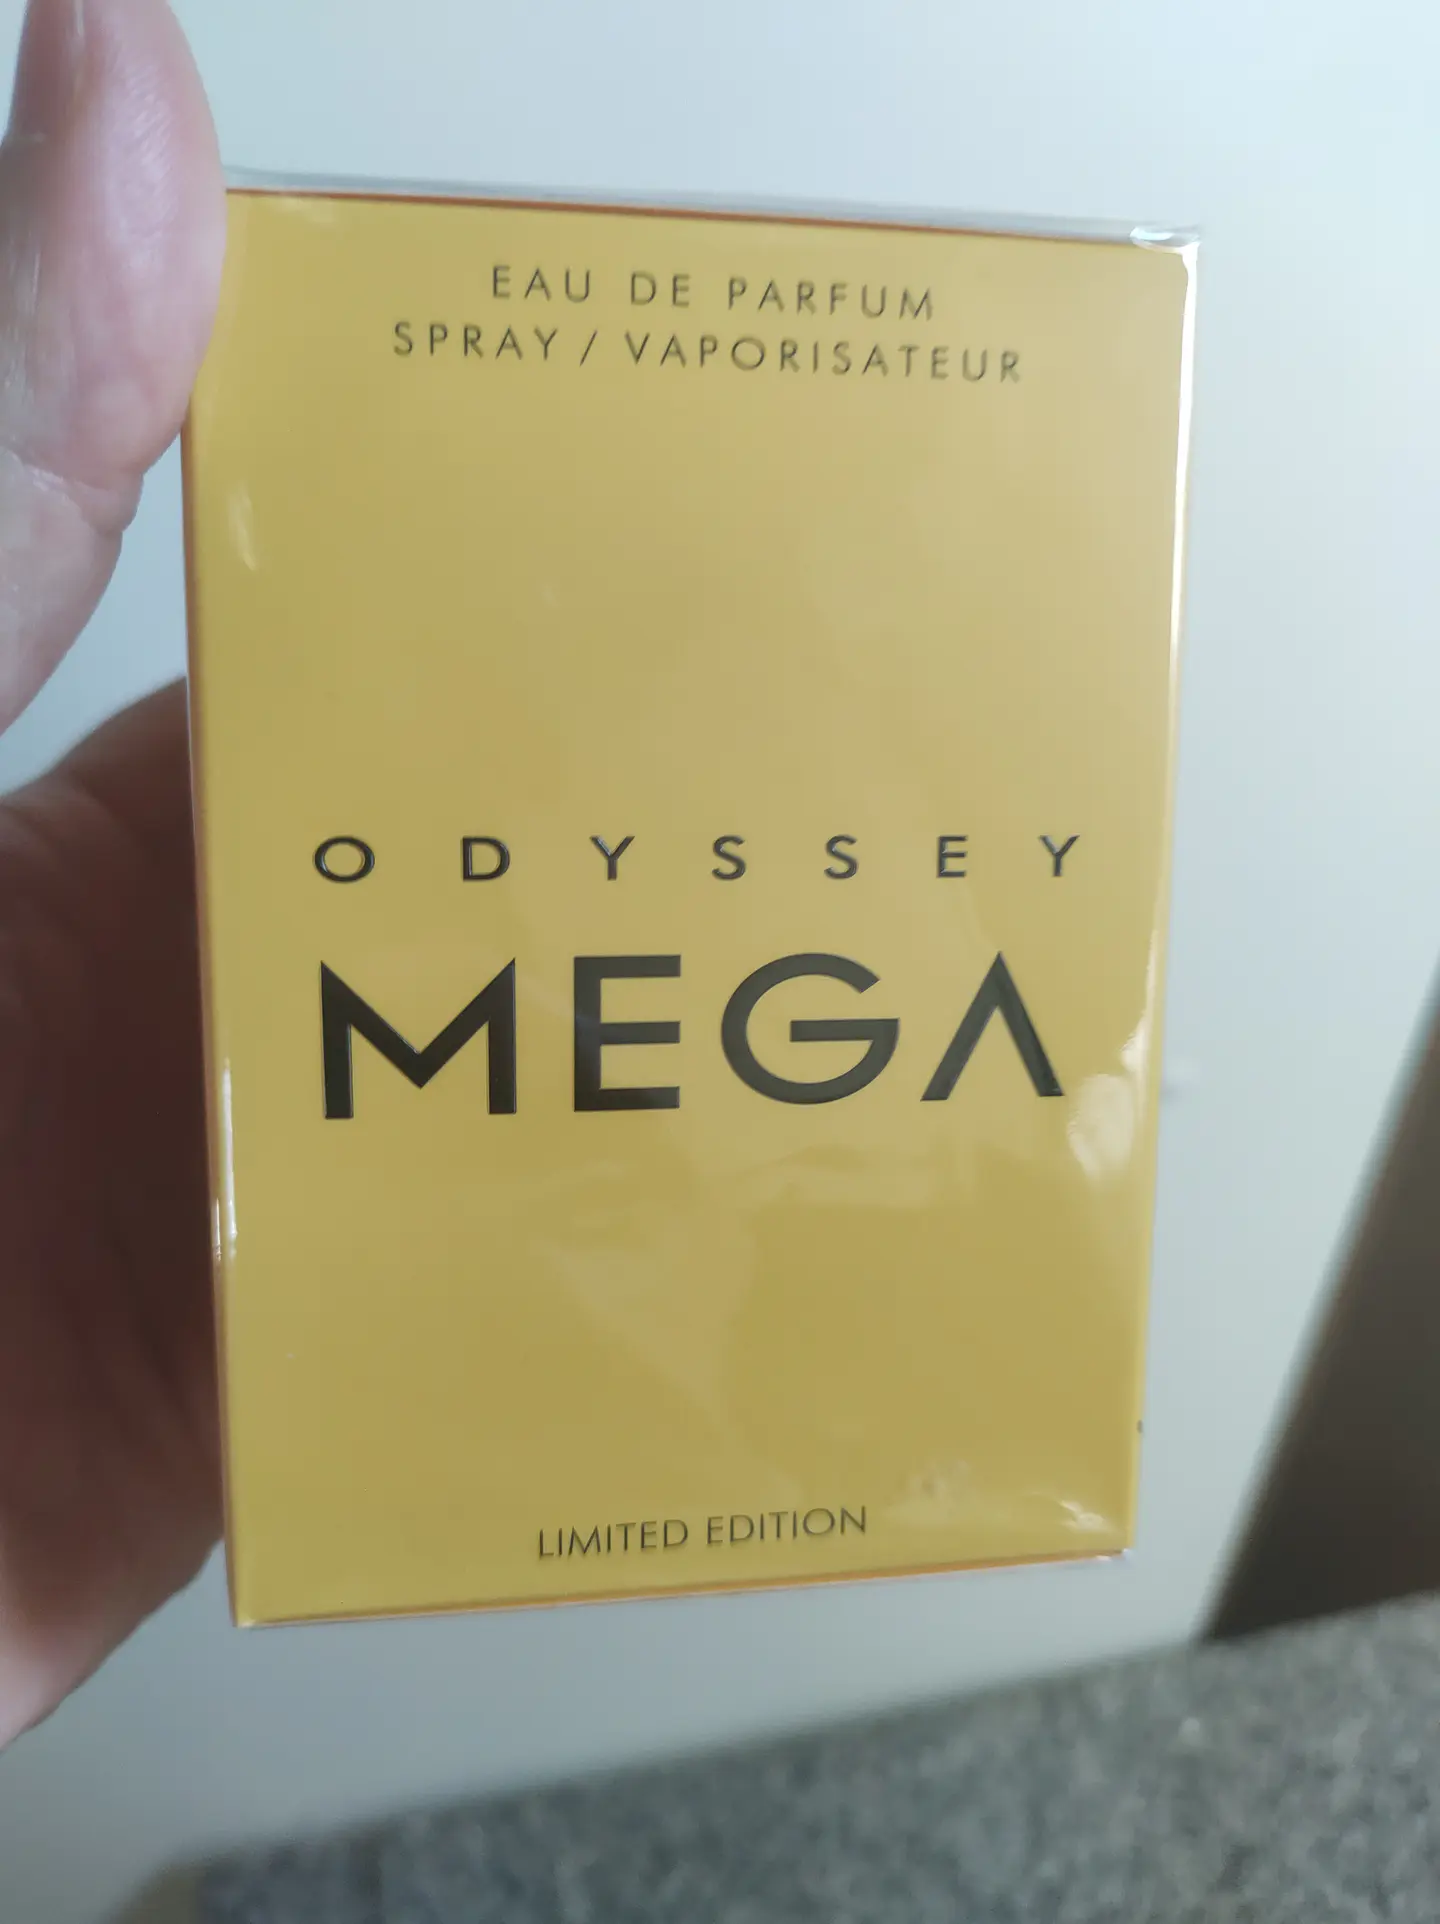 EAU DE PARFUM
SPRAY / VAPORISATEUR
ODYSSEY
MEGA
LIMITED EDITION